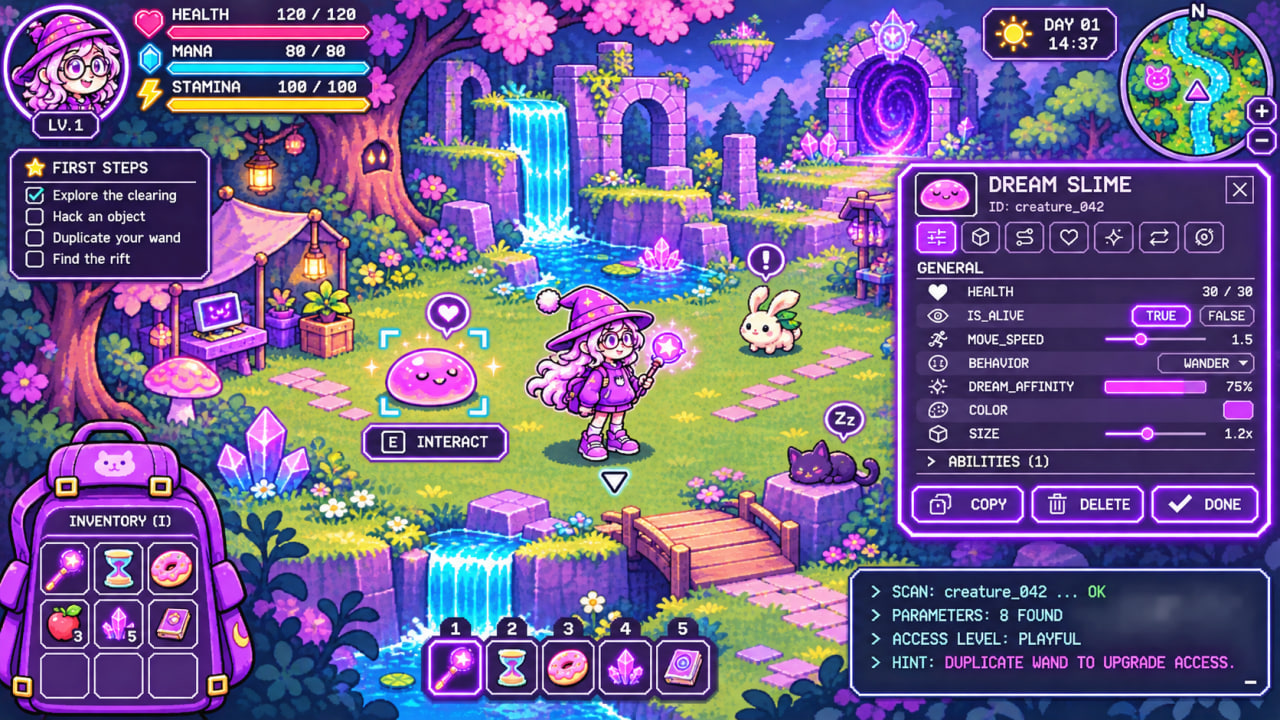 HEALTH 120 / 120
MANA 80 / 80
STAMINA 100 / 100
LV.1
DAY 01
14:37
N
+
−
FIRST STEPS
Explore the clearing
Hack an object
Duplicate your wand
Find the rift
!
Zz
E INTERACT
DREAM SLIME
ID: creature_042
GENERAL
HEALTH 30 / 30
IS_ALIVE TRUE FALSE
MOVE_SPEED 1.5
BEHAVIOR WANDER
DREAM_AFFINITY 75%
COLOR
SIZE 1.2x
> ABILITIES (1)
COPY DELETE DONE
INVENTORY (I)
3 5
1 2 3 4 5
> SCAN: creature_042 ... OK
> PARAMETERS: 8 FOUND
> ACCESS LEVEL: PLAYFUL
> HINT: DUPLICATE WAND TO UPGRADE ACCESS.
_